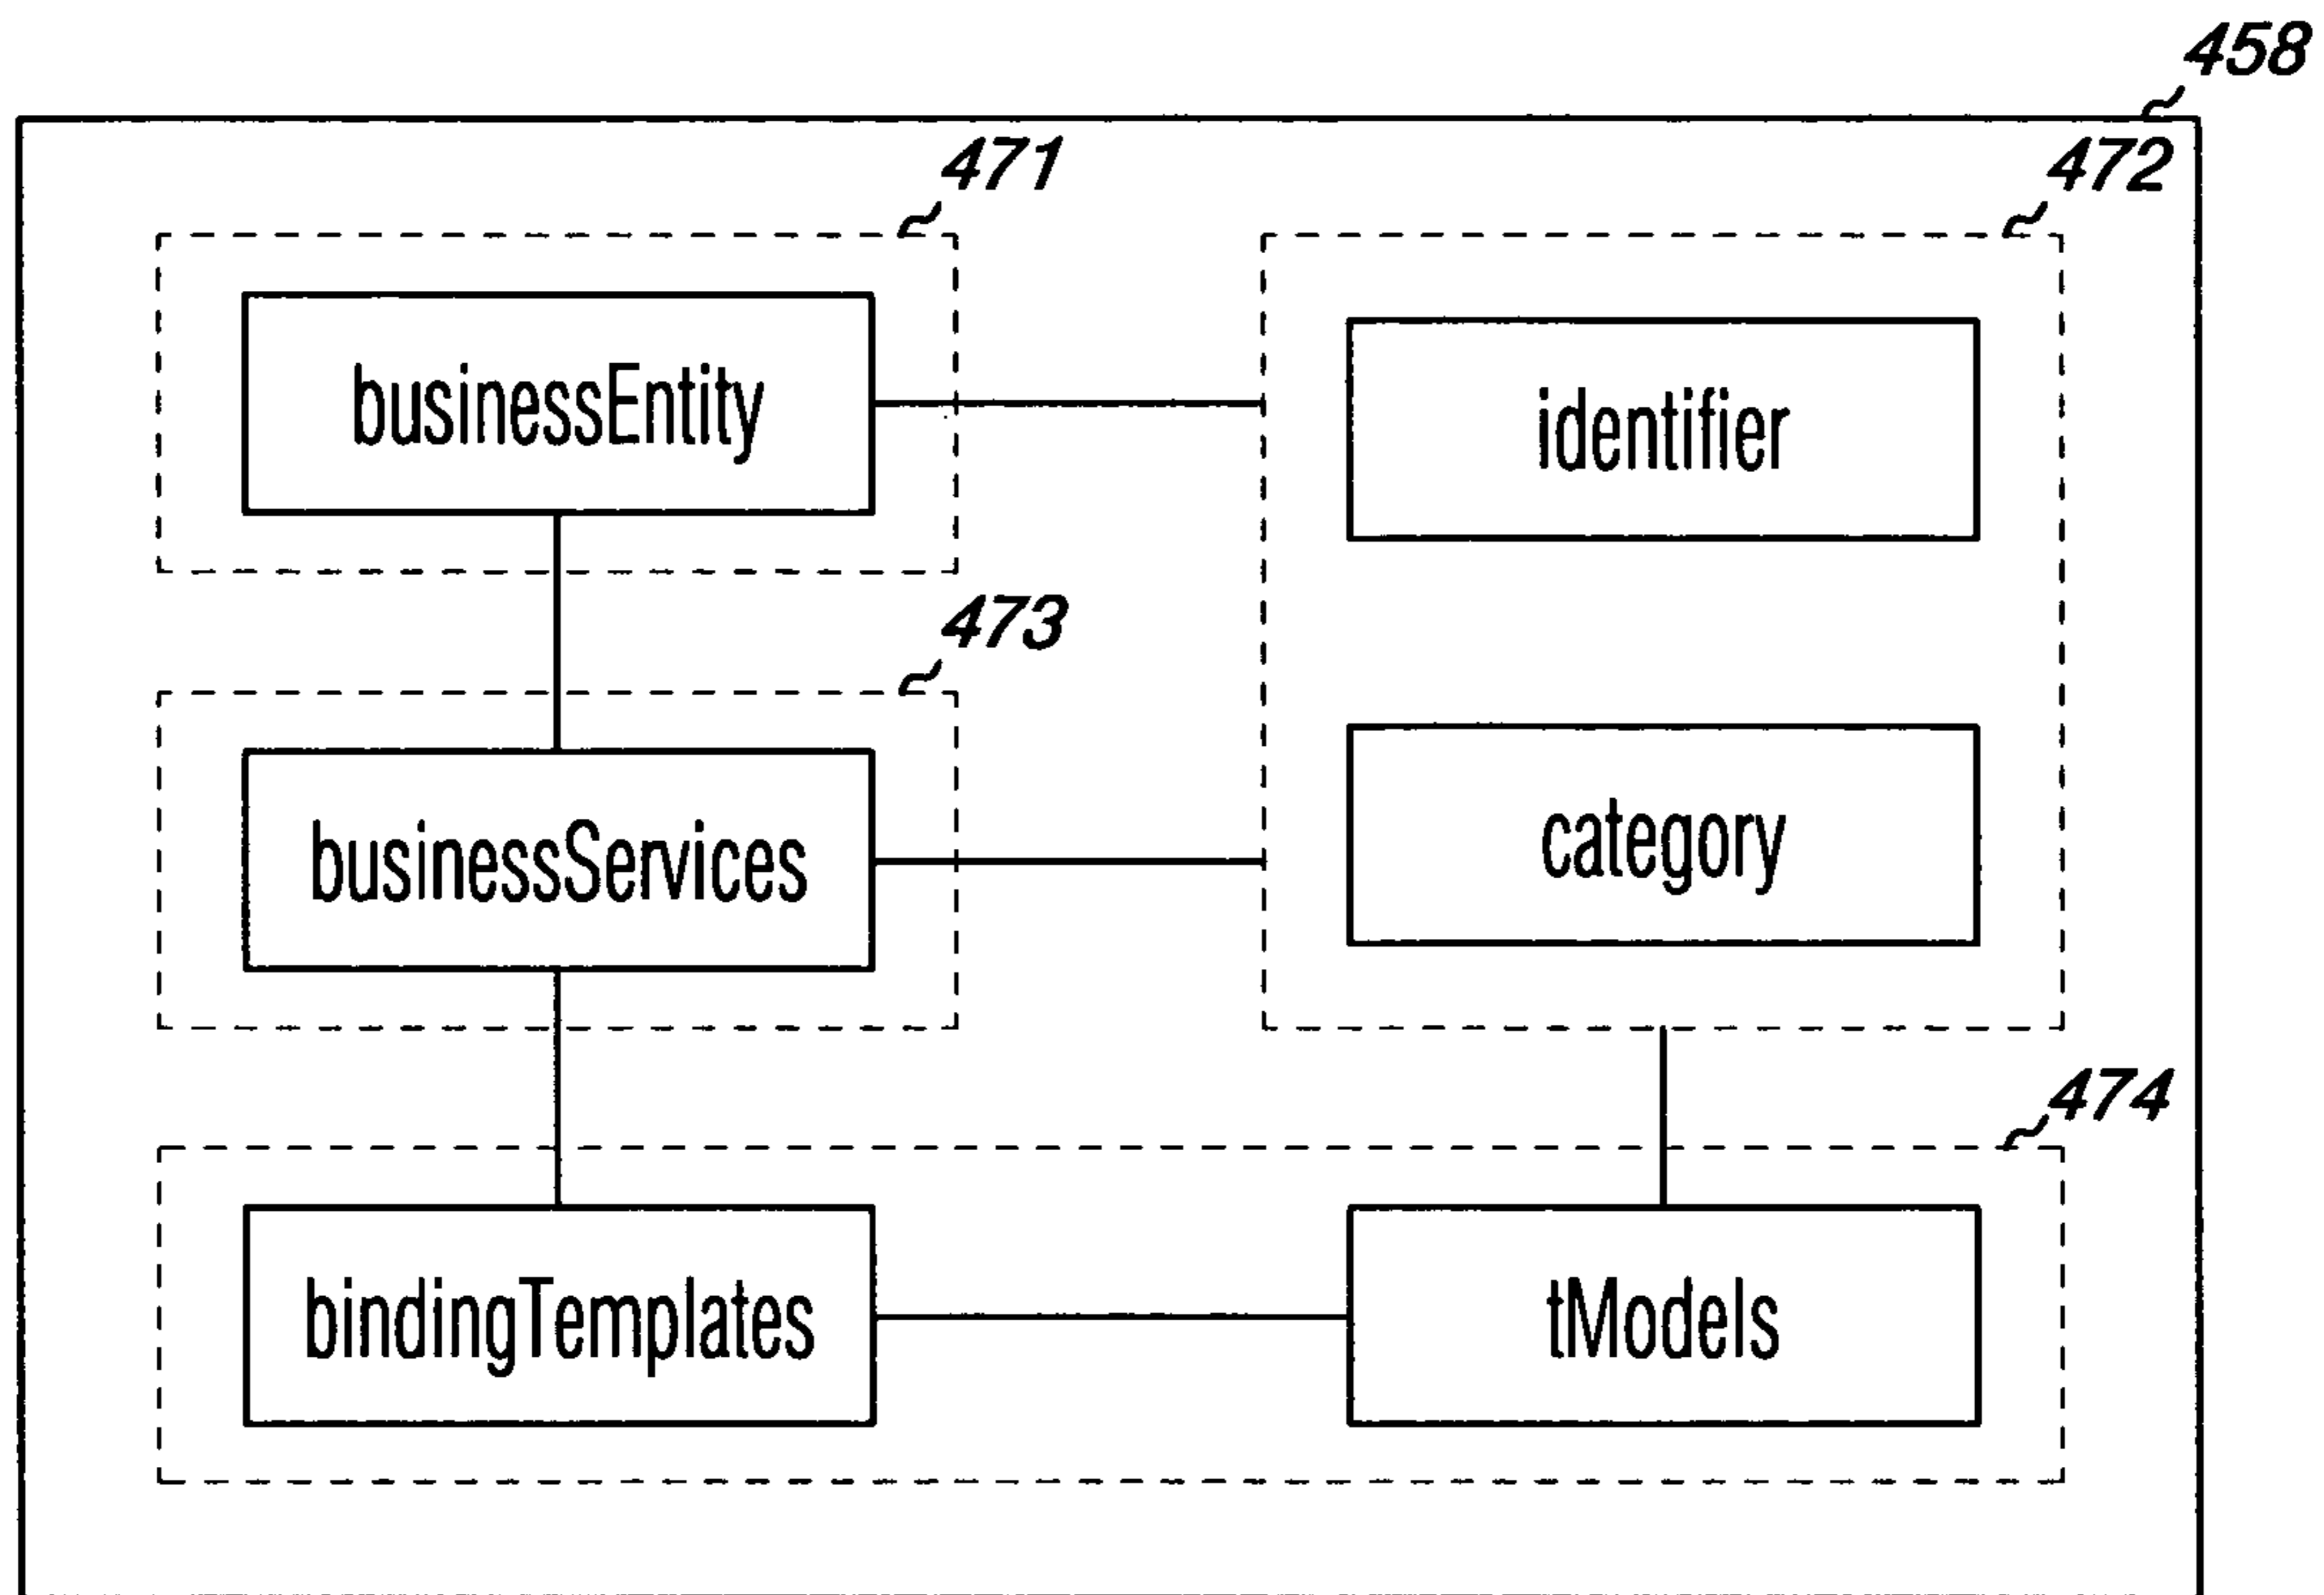 458
471
472
businessEntity
identifier
473
businessServices
category
474
bindingTemplates
tModels